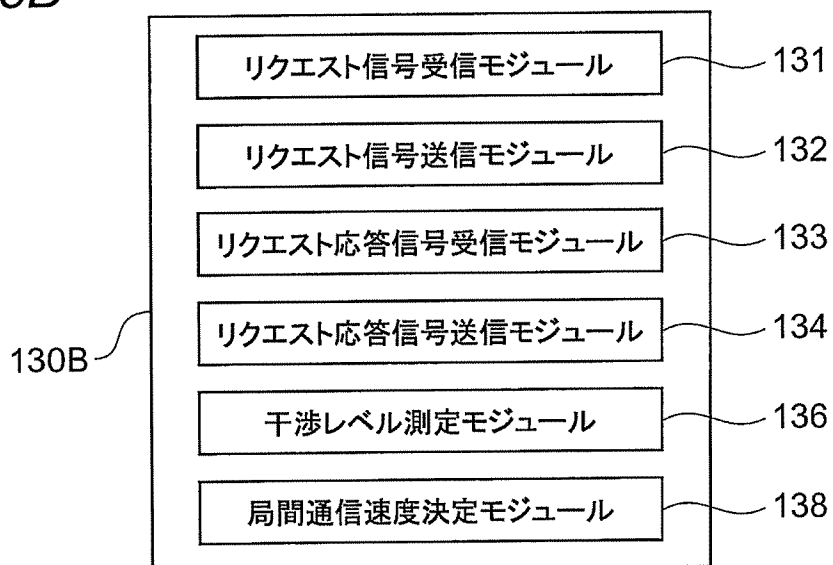 リクエスト信号受信モジュール 131
リクエスト信号送信モジュール 132
リクエスト応答信号受信モジュール 133
リクエスト応答信号送信モジュール 134
130B
干渉レベル測定モジュール 136
局間通信速度決定モジュール 138